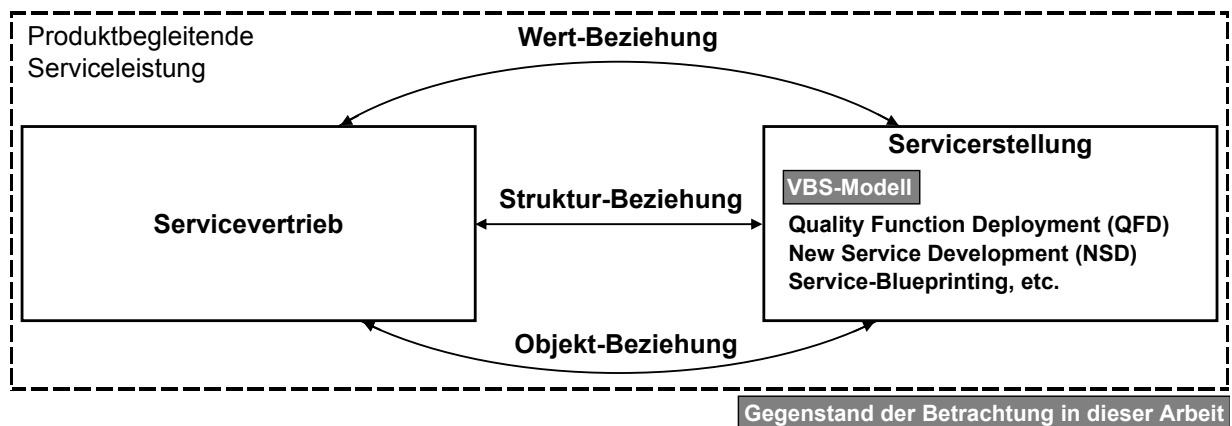 Produktbegleitende
Serviceleistung
Wert-Beziehung
Servicevertrieb
Struktur-Beziehung
Servicerstellung
VBS-Modell
Quality Function Deployment (QFD)
New Service Development (NSD)
Service-Blueprinting, etc.
Objekt-Beziehung
Gegenstand der Betrachtung in dieser Arbeit